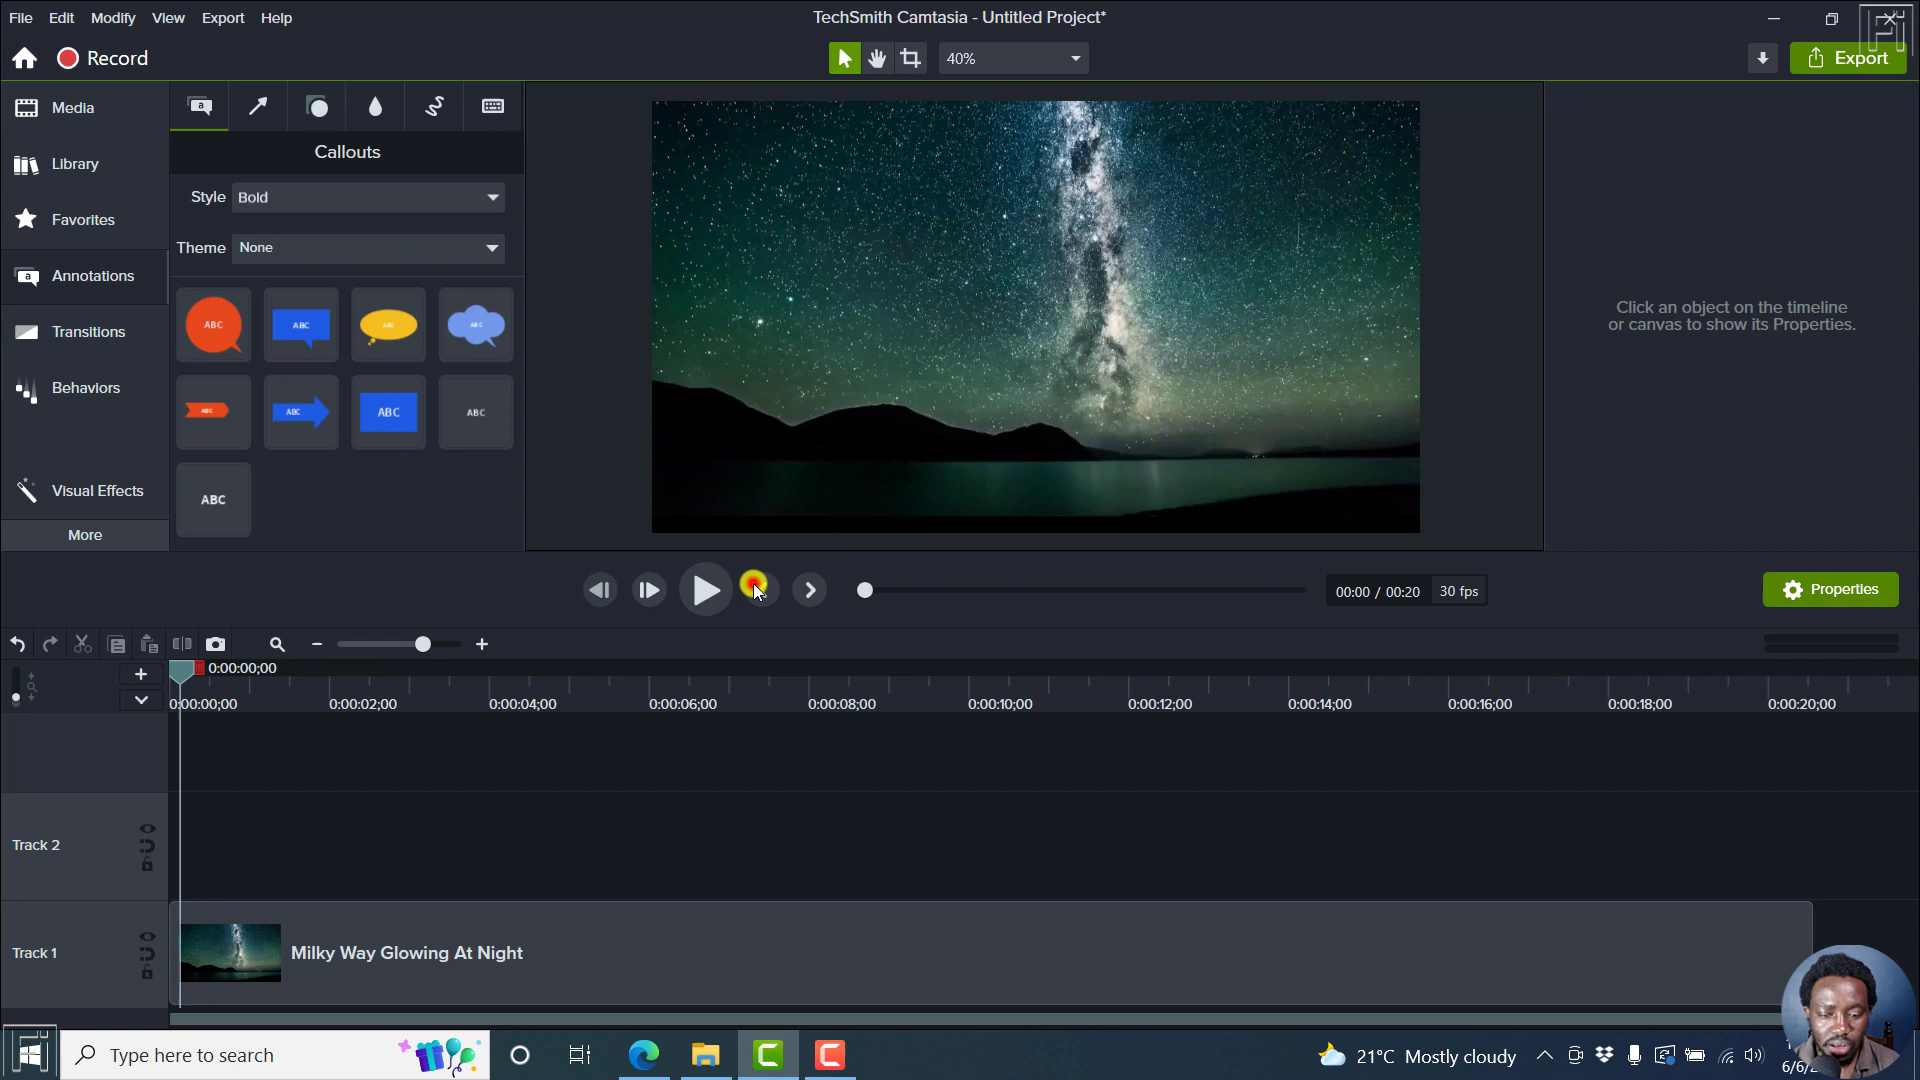 File Edit Modify View Export Help
TechSmith Camtasia - Untitled Project*
Record
40%
Export
Media
Library
Favorites
Annotations
Transitions
Behaviors
Visual Effects
More
Callouts
Style Bold
Theme None
ABC ABC ABC ABC
ABC ABC ABC ABC
ABC
Click an object on the timeline
or canvas to show its Properties.
00:00 / 00:20 30 fps
Properties
0:00:00;00
0:00:00;00 0:00:02;00 0:00:04;00 0:00:06;00 0:00:08;00 0:00:10;00 0:00:12;00 0:00:14;00 0:00:16;00 0:00:18;00 0:00:20;00
Track 2
Track 1
Milky Way Glowing At Night
Type here to search
21°C Mostly cloudy